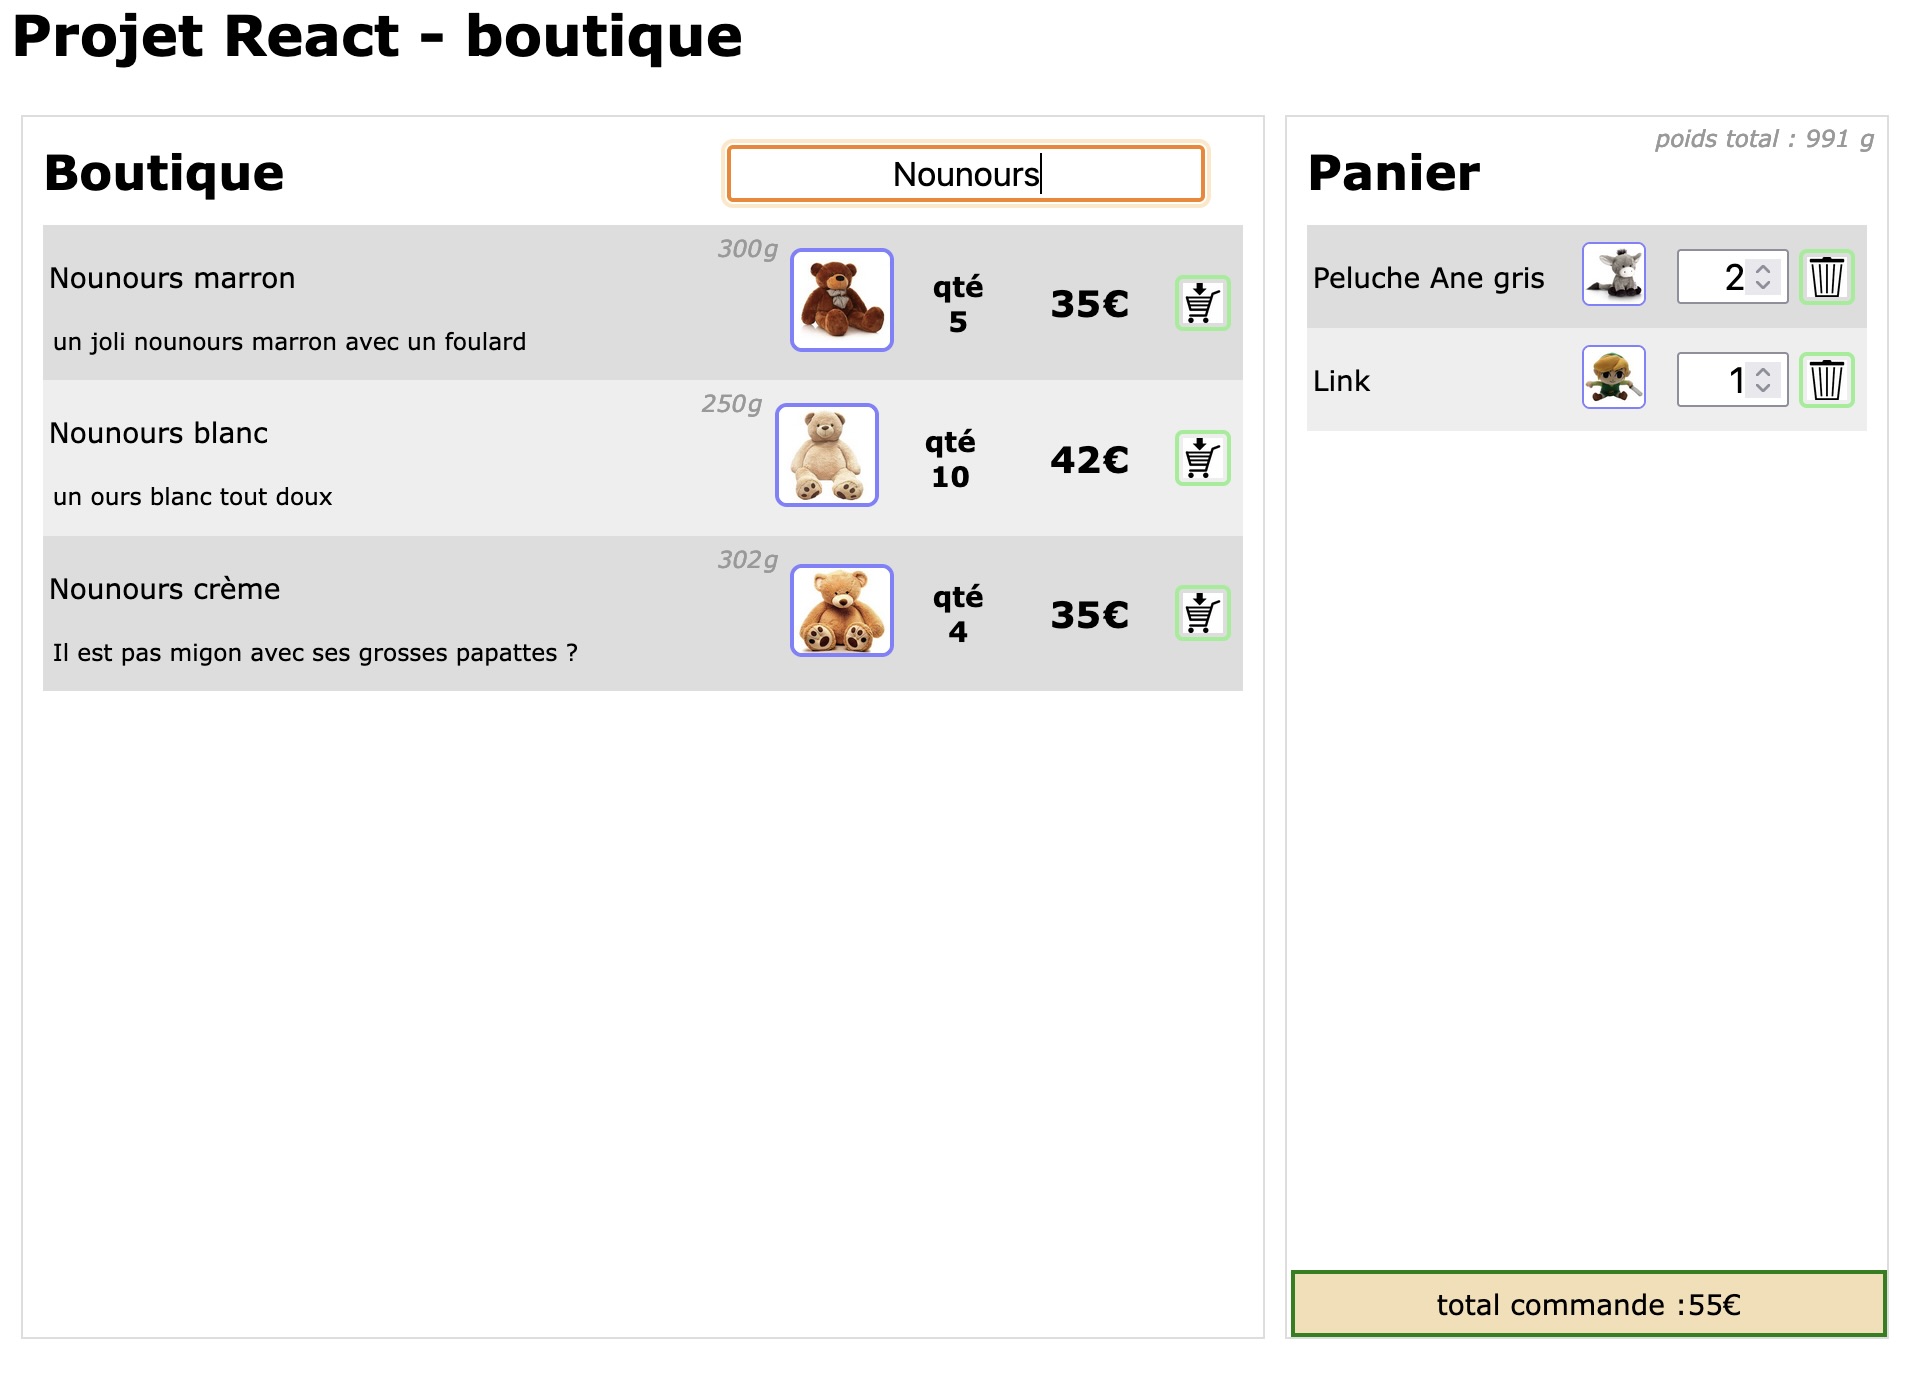 Projet React - boutique
Boutique
Nounours
Nounours marron
300g
qté
5
35€
un joli nounours marron avec un foulard
Nounours blanc
250g
qté
10
42€
un ours blanc tout doux
Nounours crème
302g
qté
4
35€
Il est pas migon avec ses grosses papattes ?
poids total : 991 g
Panier
Peluche Ane gris
2
Link
1
total commande :55€